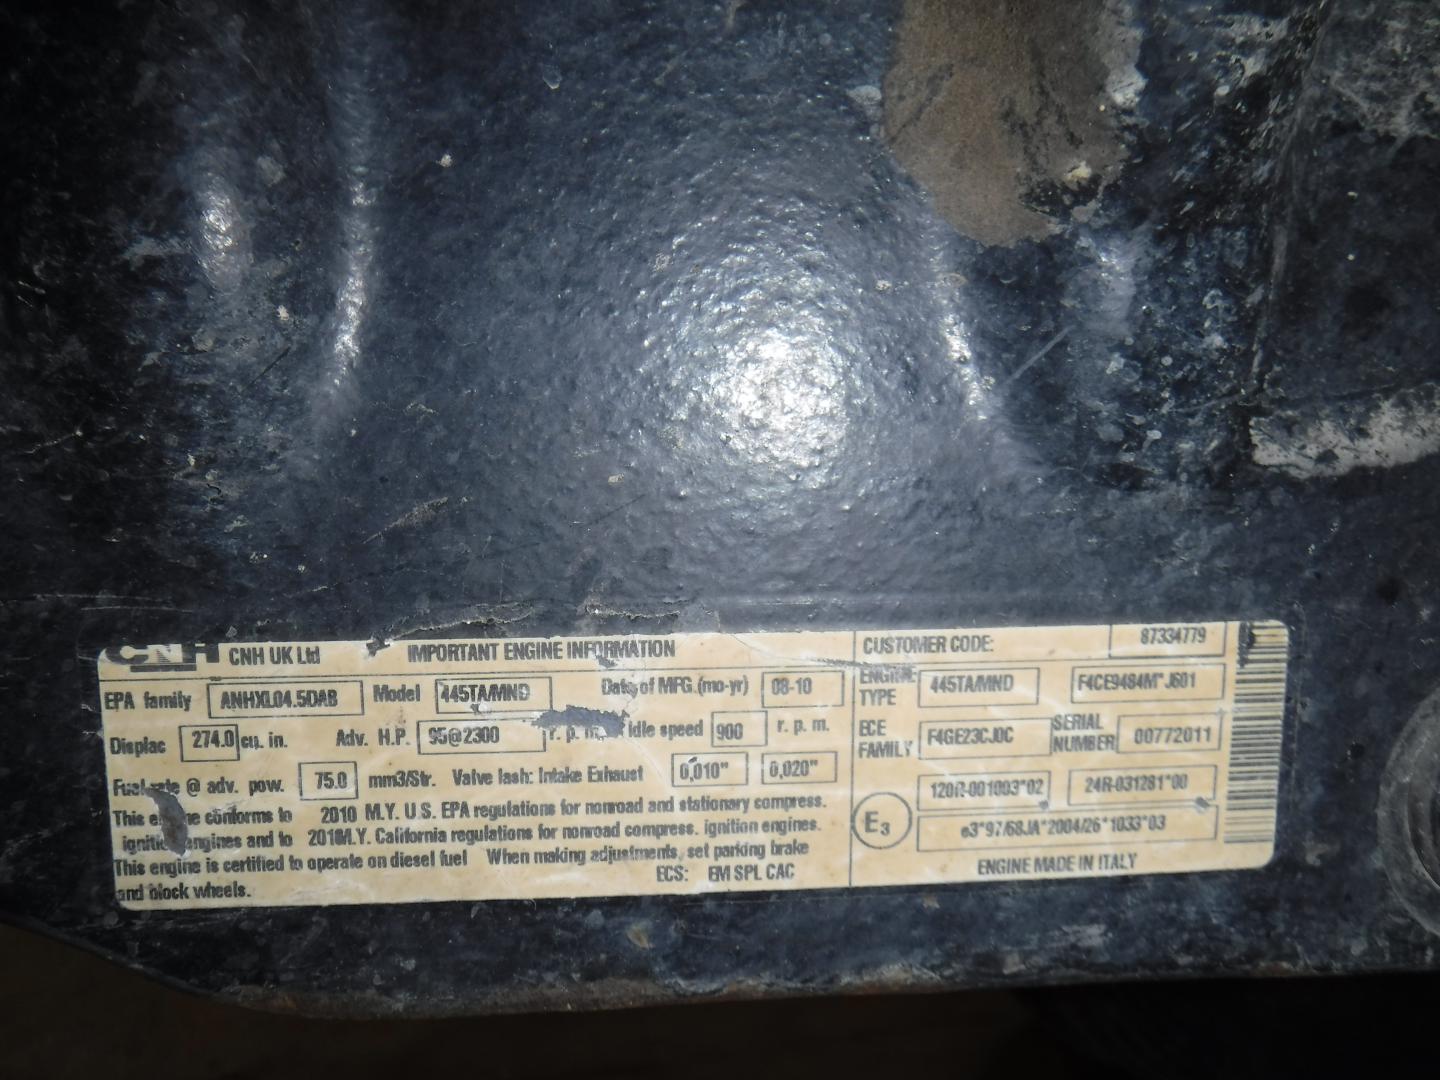 CNH CNH UK Ltd IMPORTANT ENGINE INFORMATION
EPA family ANHXL04.5DAB Model 445TA/MND Date of MFG.(mo-yr) 08-10
Displac 274.0 cu. in. Adv. H.P. 95@2300 r. p. m. Idle speed 900 r. p. m.
Fuel rate @ adv. pow. 75.0 mm3/Str. Valve lash: Intake Exhaust 0,010" 0,020"
This engine conforms to 2010 M.Y. U.S. EPA regulations for nonroad and stationary compress.
ignition engines and to 201M.Y. California regulations for nonroad compress. ignition engines.
This engine is certified to operate on diesel fuel When making adjustments, set parking brake
and block wheels. ECS: EM SPL CAC
CUSTOMER CODE: 87334779
ENGINE TYPE 445TA/MND F4CE9484M*J601
ECE FAMILY F4GE23CJ0C SERIAL NUMBER 00772011
120R-001003*02 24R-031281*00
E3 e3*97/68JA*2004/26*1033*03
ENGINE MADE IN ITALY